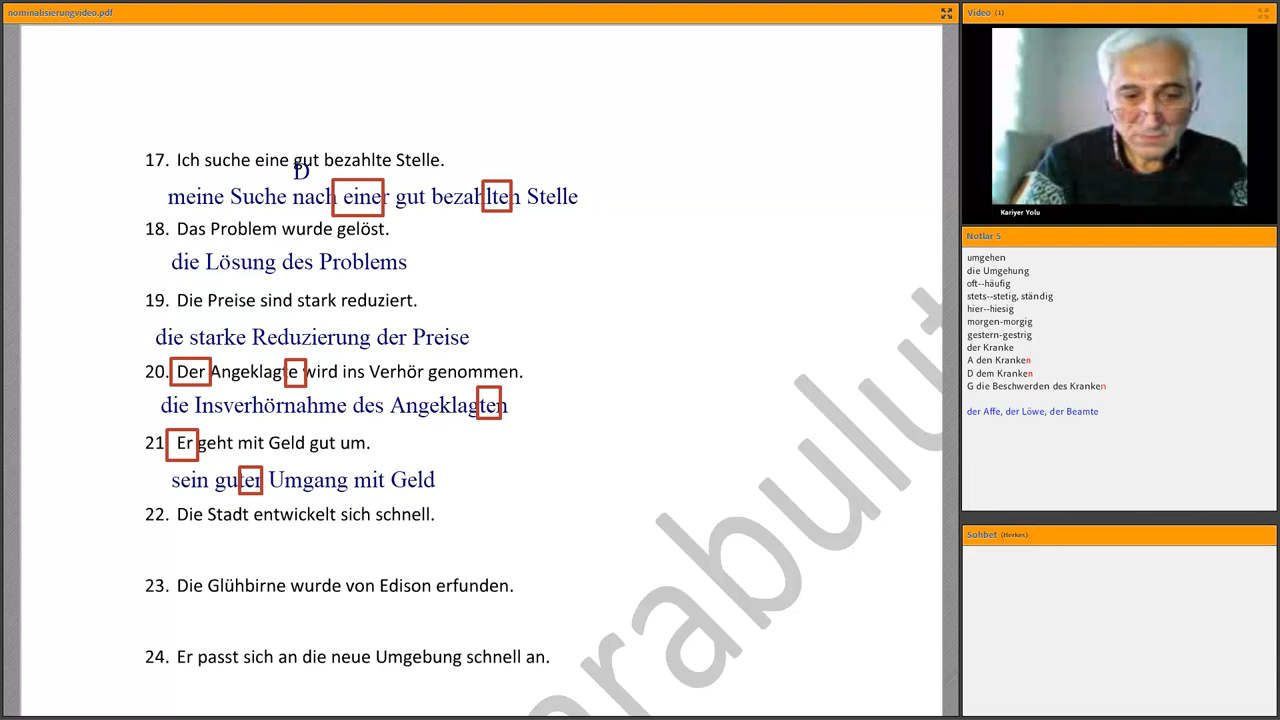 nominalisierungvideo.pdf
Video (1)
Kariyer Yolu
17. Ich suche eine gut bezahlte Stelle.
D
meine Suche nach einer gut bezahlten Stelle
18. Das Problem wurde gelöst.
die Lösung des Problems
19. Die Preise sind stark reduziert.
die starke Reduzierung der Preise
20. Der Angeklagte wird ins Verhör genommen.
die Insverhörnahme des Angeklagten
21. Er geht mit Geld gut um.
sein guter Umgang mit Geld
22. Die Stadt entwickelt sich schnell.
23. Die Glühbirne wurde von Edison erfunden.
24. Er passt sich an die neue Umgebung schnell an.
arabulut
Notlar 5
umgehen
die Umgehung
oft--häufig
stets--stetig, ständig
hier--hiesig
morgen-morgig
gestern-gestrig
der Kranke
A den Kranken
D dem Kranken
G die Beschwerden des Kranken
der Affe, der Löwe, der Beamte
Sohbet (Herkes)